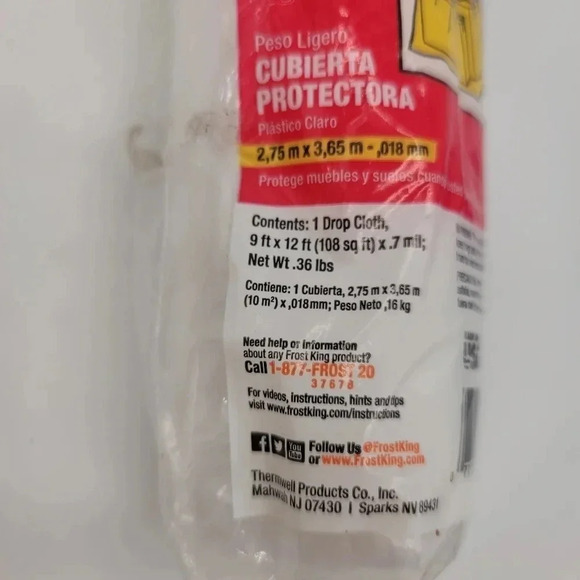 Peso Ligero
CUBIERTA
PROTECTORA
Plástico Claro
2,75 m x 3,65 m - ,018 mm
Protege muebles y suelos
Contents: 1 Drop Cloth,
9 ft x 12 ft (108 sq ft) x .7 mil;
Net Wt .36 lbs
Contiene: 1 Cubierta, 2,75 m x 3,65 m
(10 m²) x ,018mm; Peso Neto ,16 kg
Need help or information
about any Frost King product?
Call 1-877-FROST 20
37678
For videos, instructions, hints and tips
visit www.frostking.com/instructions
f You Tube Follow Us @FrostKing
or www.FrostKing.com
Thermwell Products Co., Inc.
Mahwah NJ 07430 | Sparks NV 89431